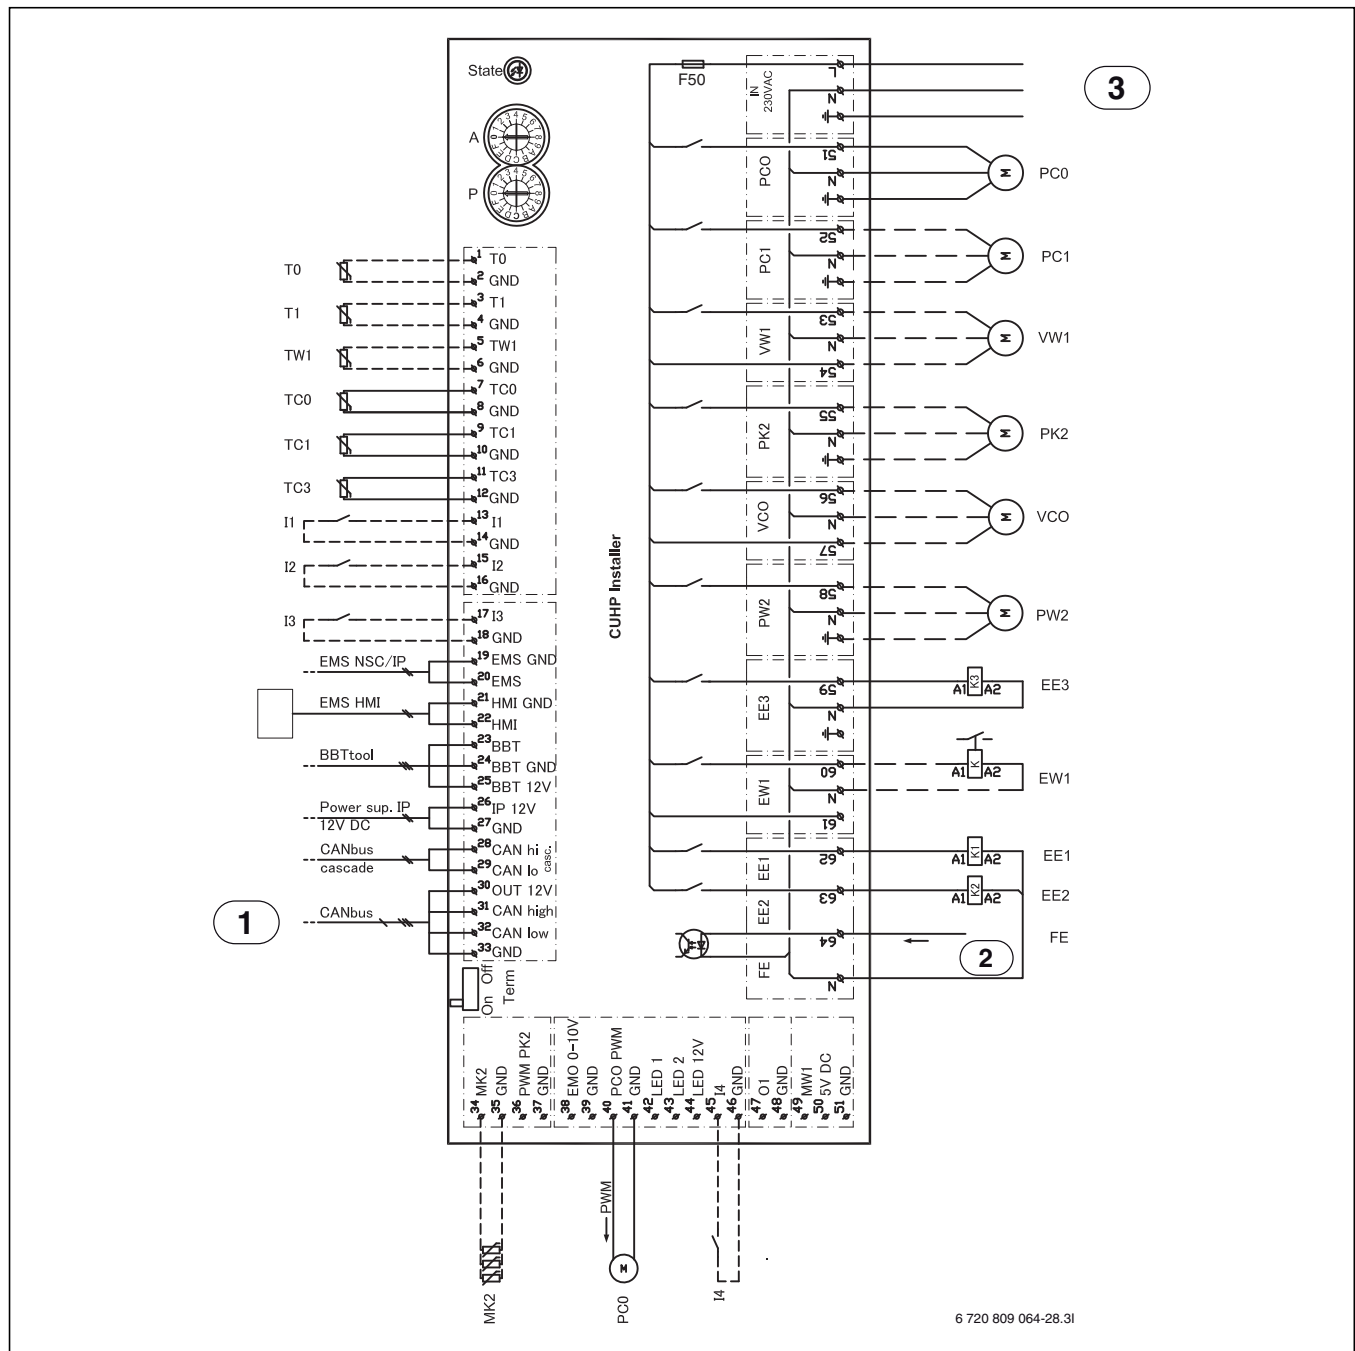 State
A
P
F50
IN
230VAC
L
N
3
PCO
51
N
M
PC0
PC1
52
N
M
PC1
VW1
53
N
54
M
VW1
PK2
55
N
M
PK2
VCO
56
N
57
M
VCO
PW2
58
N
M
PW2
EE3
59
N
A1 K3 A2
EE3
EW1
60
N
61
A1 K A2
EW1
EE1
62
A1 K1 A2
EE1
EE2
63
A1 K2 A2
EE2
FE
64
N
FE
2
CUHP Installer
T0
1 T0
2 GND
T1
3 T1
4 GND
TW1
5 TW1
6 GND
TC0
7 TC0
8 GND
TC1
9 TC1
10 GND
TC3
11 TC3
12 GND
I1
13 I1
14 GND
I2
15 I2
16 GND
I3
17 I3
18 GND
EMS NSC/IP
19 EMS GND
20 EMS
EMS HMI
21 HMI GND
22 HMI
BBTtool
23 BBT
24 BBT GND
25 BBT 12V
Power sup. IP
12V DC
26 IP 12V
27 GND
CANbus
cascade
28 CAN hi
29 CAN lo
casc.
1
CANbus
30 OUT 12V
31 CAN high
32 CAN low
33 GND
On Off
Term
34 MK2
35 GND
36 PWM PK2
37 GND
38 EMO 0-10V
39 GND
40 PCO PWM
41 GND
42 LED 1
43 LED 2
44 LED 12V
45 I4
46 GND
47 O1
48 GND
49 MW1
50 5V DC
51 GND
MK2
PWM
M
PC0
I4
6 720 809 064-28.3I